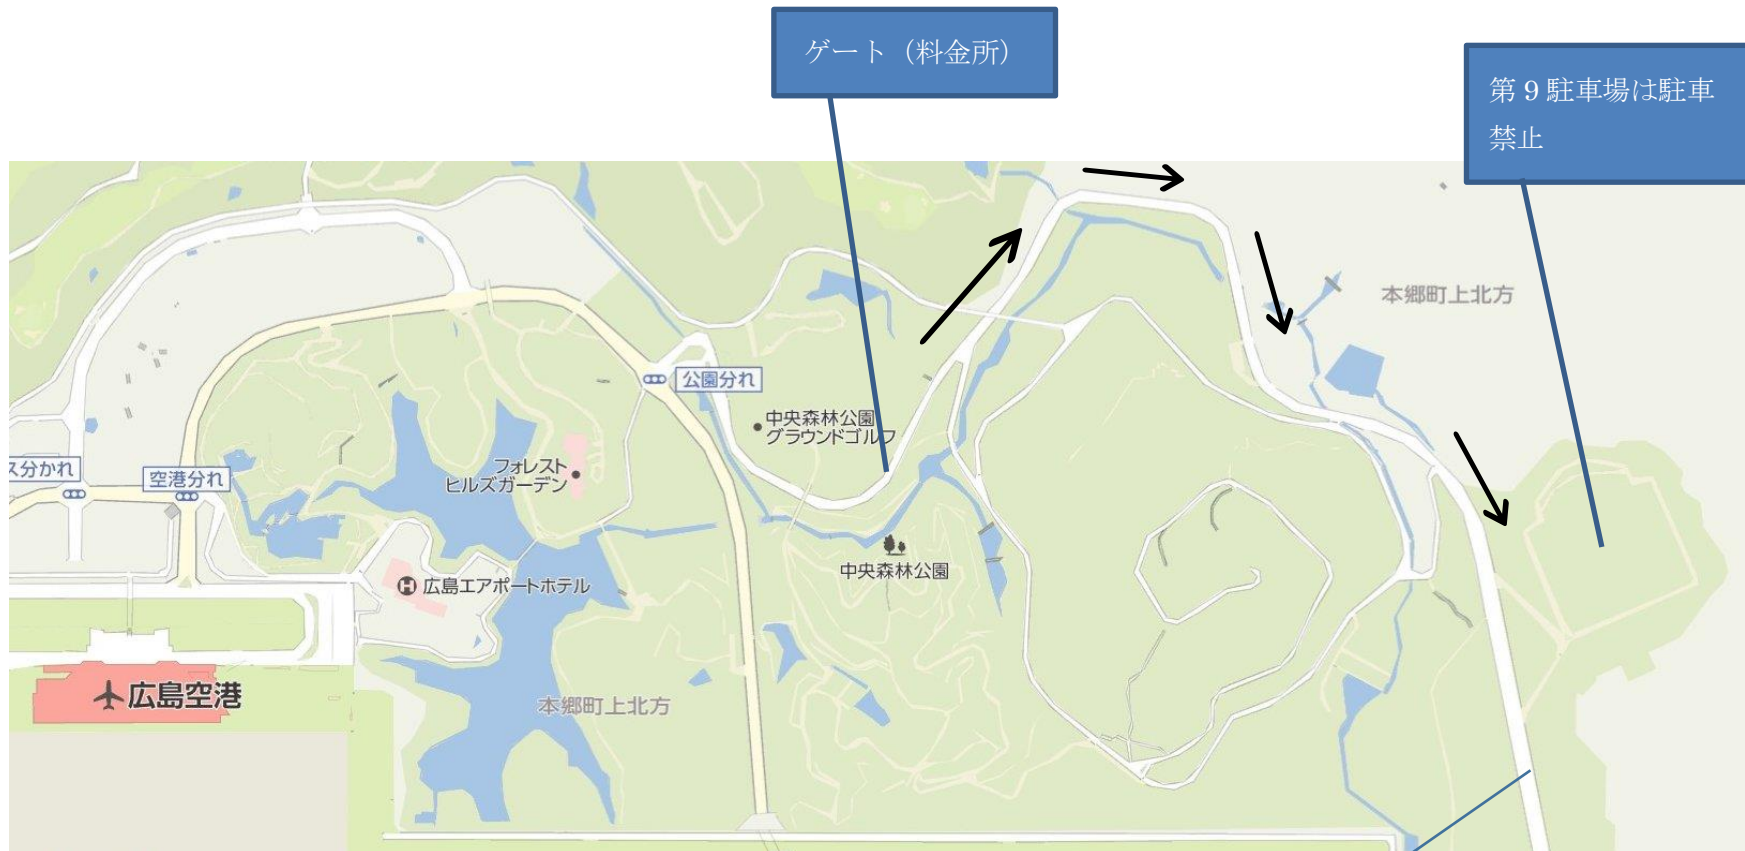 ゲート（料金所）
第9駐車場は駐車
禁止
本郷町上北方
公園分れ
中央森林公園
グラウンドゴルフ
ス分かれ
空港分れ
フォレスト
ヒルズガーデン
中央森林公園
H 広島エアポートホテル
広島空港
本郷町上北方